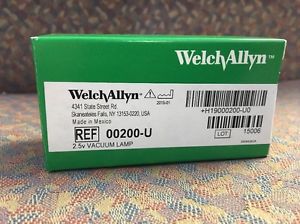 WelchAllyn™
WelchAllyn®
4341 State Street Rd.
Skaneateles Falls, NY 13153-0220, USA
Made in Mexico
2015-01
+H19000200-U0
REF 00200-U
LOT 15006
2.5v VACUUM LAMP